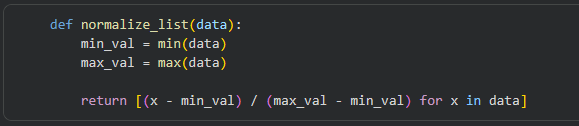 def normalize_list(data):
    min_val = min(data)
    max_val = max(data)

    return [(x - min_val) / (max_val - min_val) for x in data]